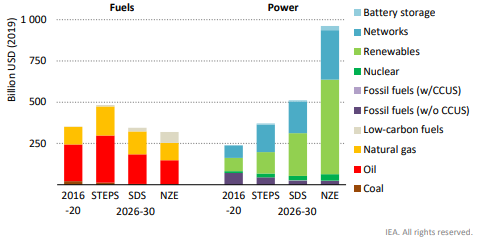 Fuels
Power
Billion USD (2019)
1 000
750
500
250
2016
-20
STEPS
SDS
NZE
2026-30
2016
-20
STEPS
SDS
NZE
2026-30
Battery storage
Networks
Renewables
Nuclear
Fossil fuels (w/CCUS)
Fossil fuels (w/o CCUS)
Low-carbon fuels
Natural gas
Oil
Coal
IEA. All rights reserved.